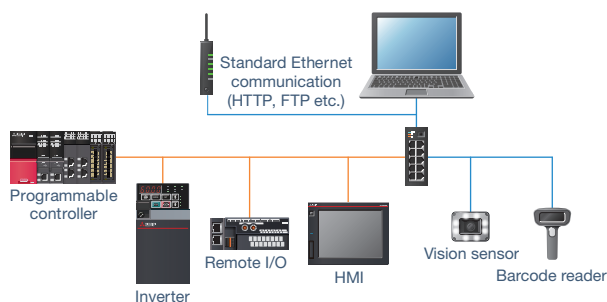 Standard Ethernet
communication
(HTTP, FTP etc.)
Programmable
controller
Inverter
Remote I/O
HMI
Vision sensor
Barcode reader